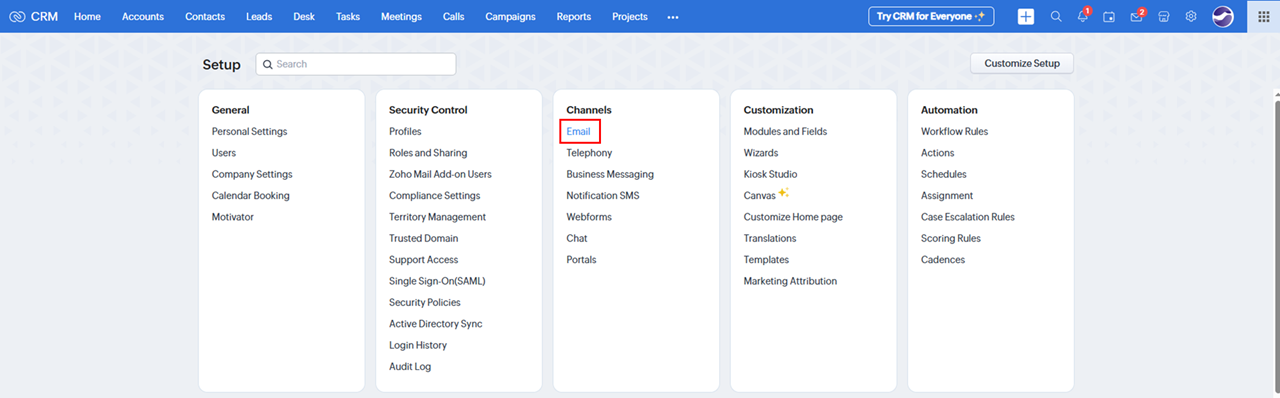 CRM Home Accounts Contacts Leads Desk Tasks Meetings Calls Campaigns Reports Projects ••• Try CRM for Everyone 1 2
Setup Search Customize Setup
General
Personal Settings
Users
Company Settings
Calendar Booking
Motivator
Security Control
Profiles
Roles and Sharing
Zoho Mail Add-on Users
Compliance Settings
Territory Management
Trusted Domain
Support Access
Single Sign-On(SAML)
Security Policies
Active Directory Sync
Login History
Audit Log
Channels
Email
Telephony
Business Messaging
Notification SMS
Webforms
Chat
Portals
Customization
Modules and Fields
Wizards
Kiosk Studio
Canvas
Customize Home page
Translations
Templates
Marketing Attribution
Automation
Workflow Rules
Actions
Schedules
Assignment
Case Escalation Rules
Scoring Rules
Cadences